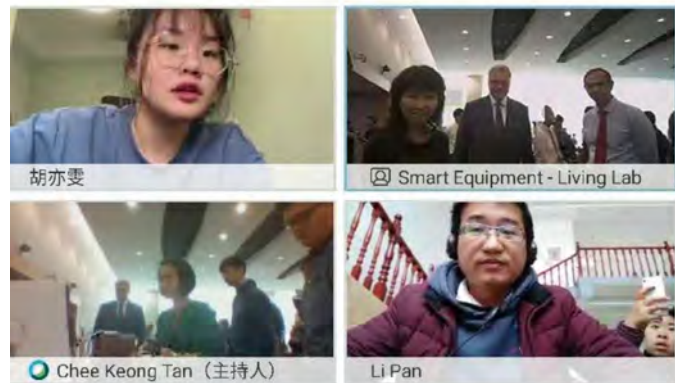 胡亦雯
Smart Equipment - Living Lab
Chee Keong Tan（主持人）
Li Pan